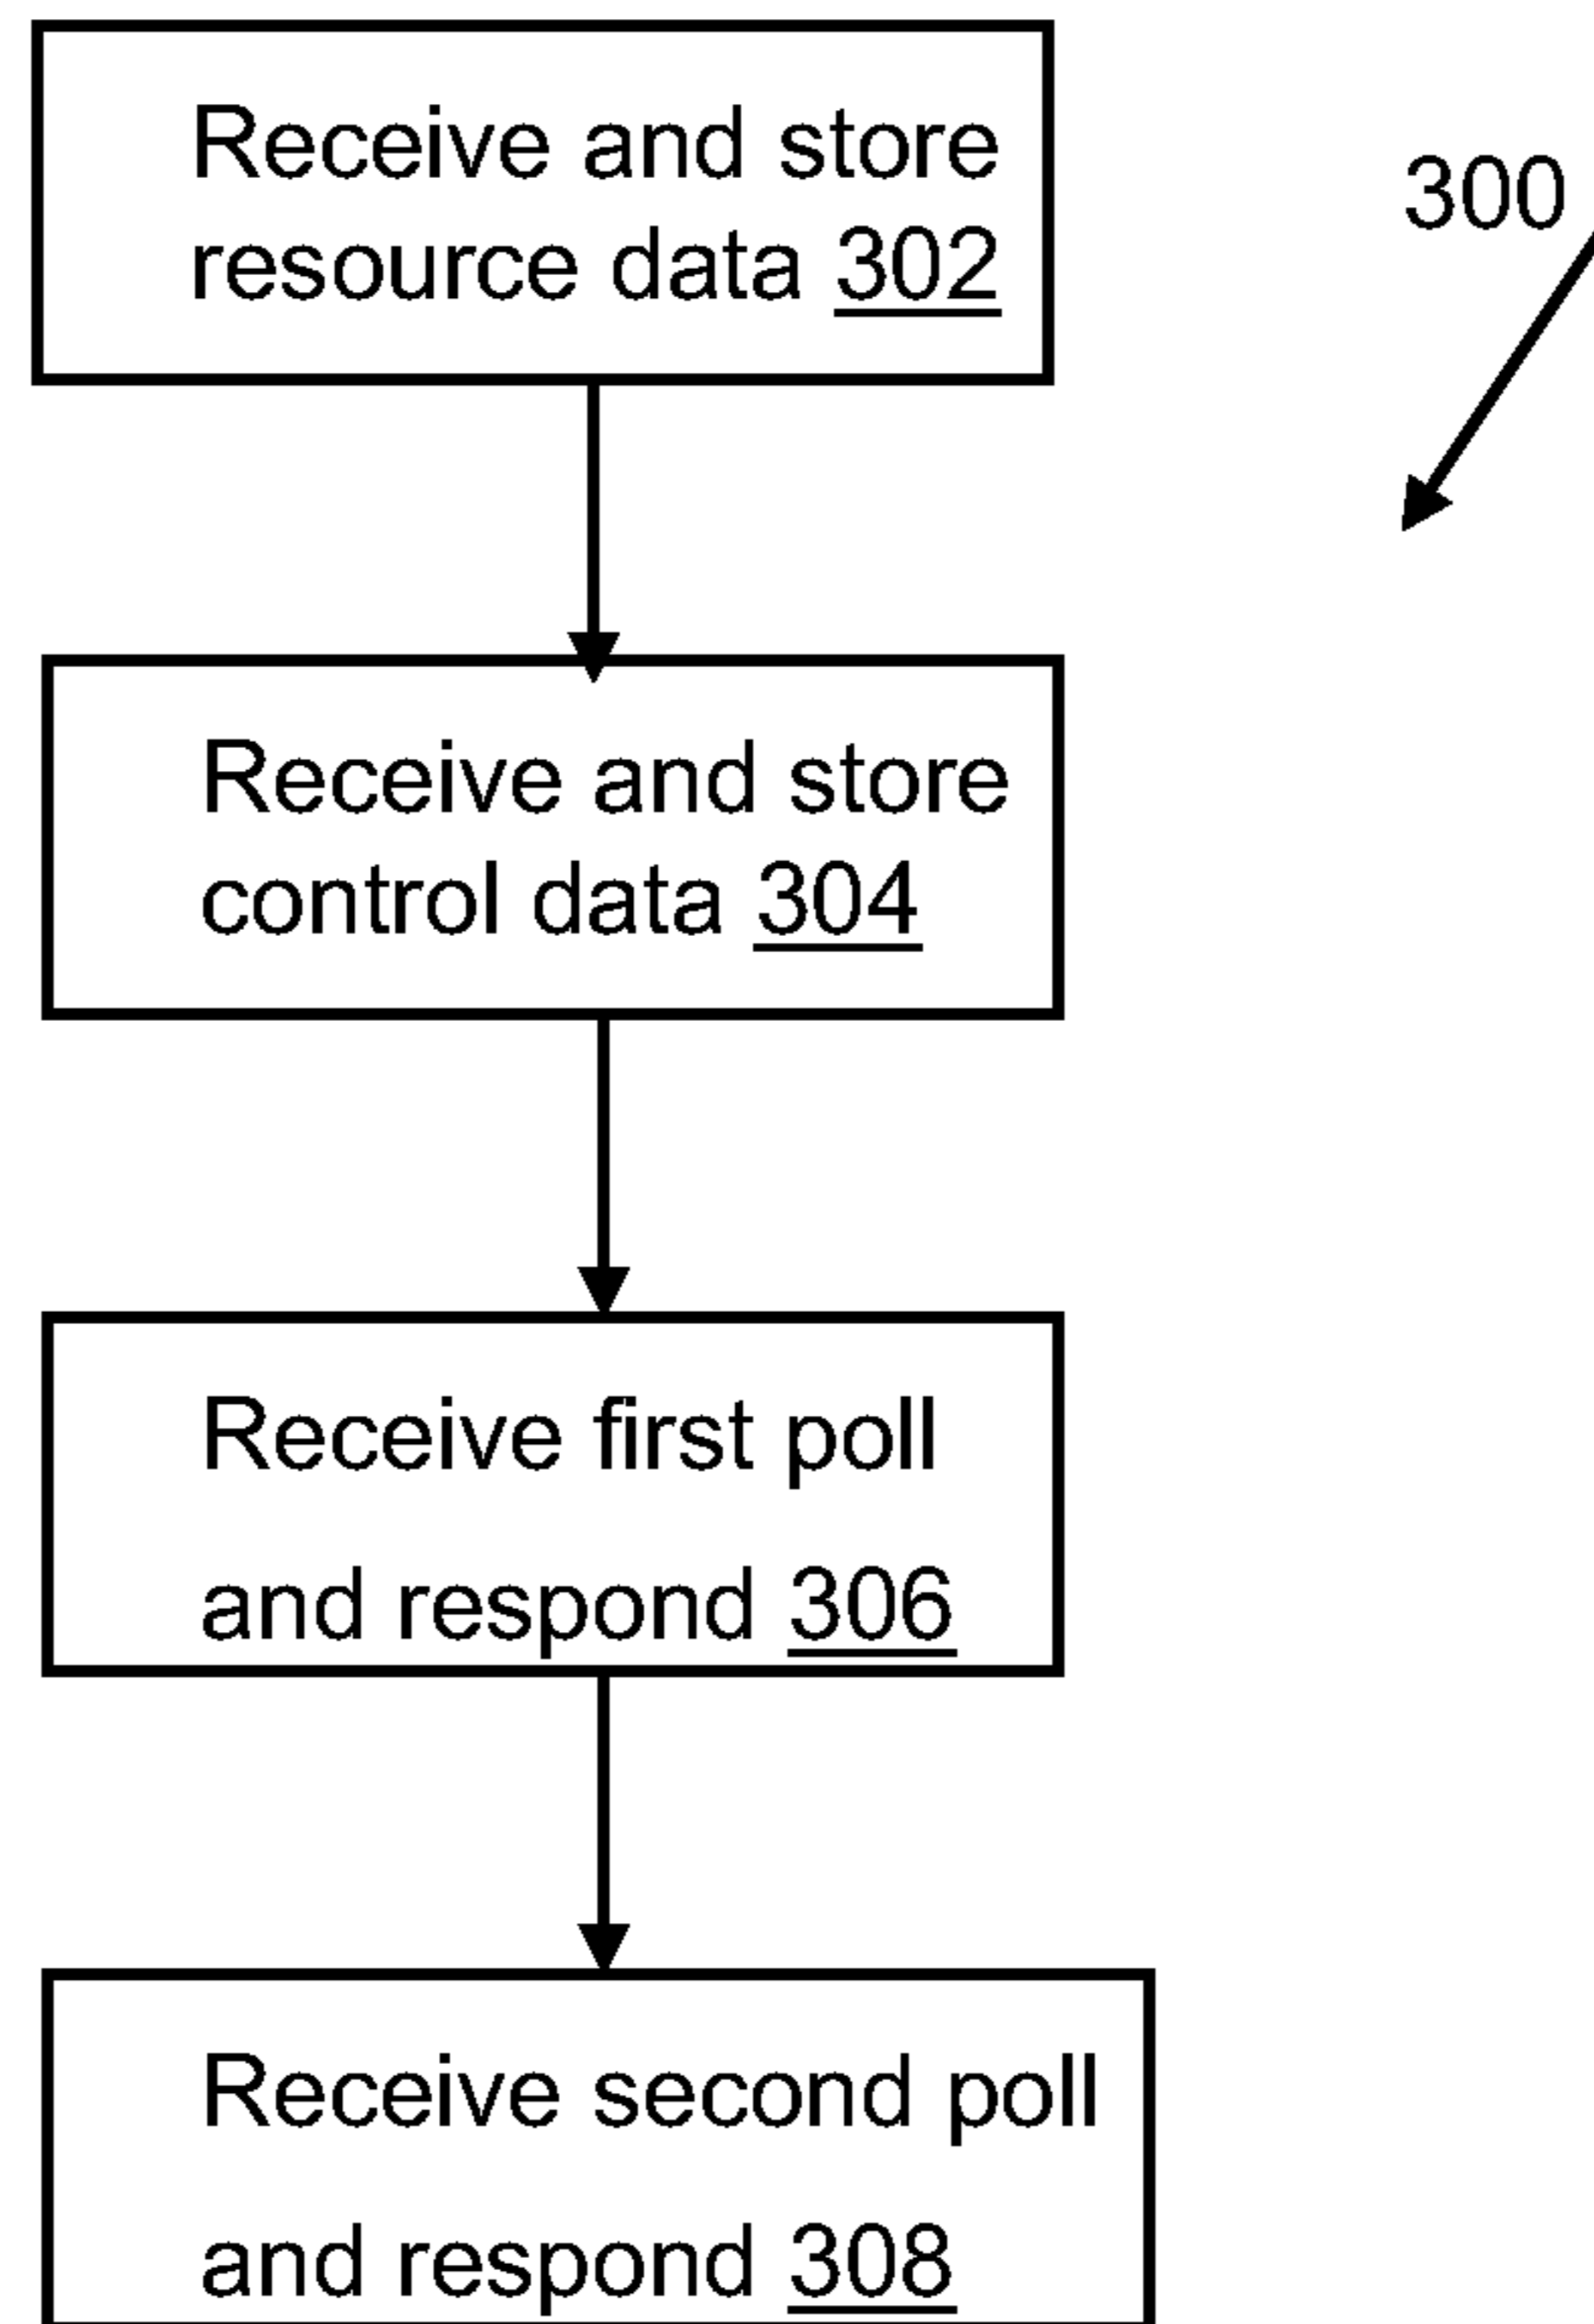 Receive and store
resource data 302
300
Receive and store
control data 304
Receive first poll
and respond 306
Receive second poll
and respond 308